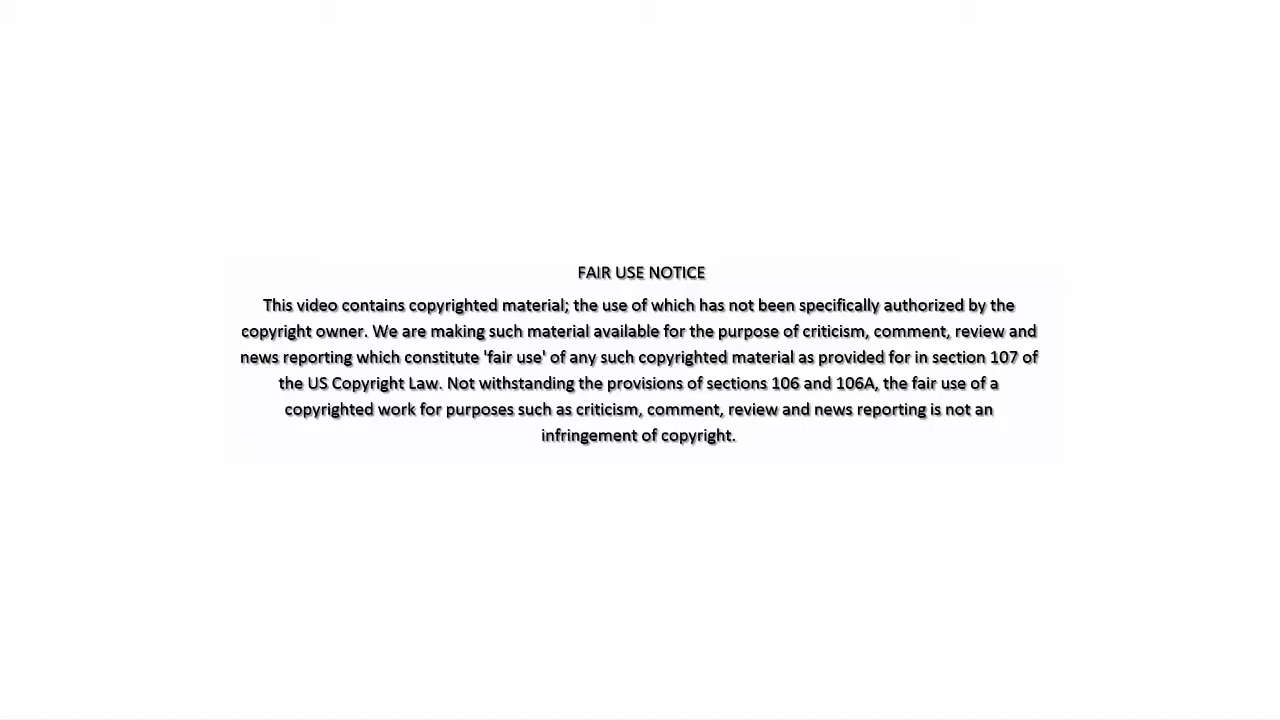 FAIR USE NOTICE
This video contains copyrighted material; the use of which has not been specifically authorized by the
copyright owner. We are making such material available for the purpose of criticism, comment, review and
news reporting which constitute 'fair use' of any such copyrighted material as provided for in section 107 of
the US Copyright Law. Not withstanding the provisions of sections 106 and 106A, the fair use of a
copyrighted work for purposes such as criticism, comment, review and news reporting is not an
infringement of copyright.